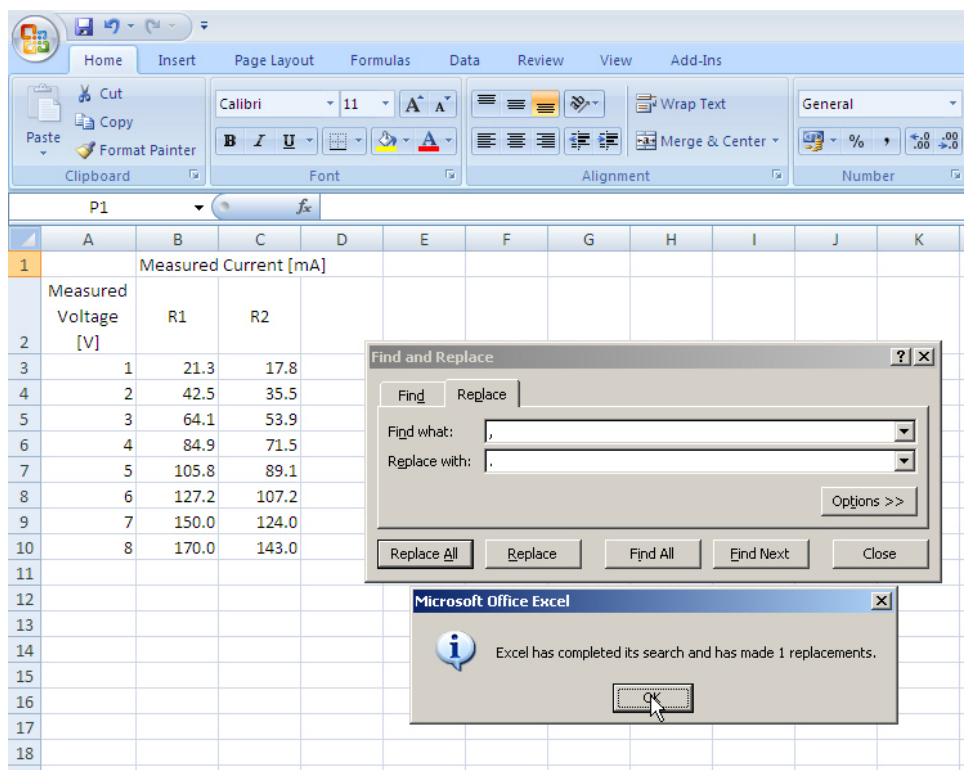 Home Insert Page Layout Formulas Data Review View Add-Ins
Cut
Copy
Format Painter
Paste
Calibri 11 A A
B I U A
Wrap Text
Merge & Center
General
% , .0 .00 .00 .0
Clipboard Font Alignment Number
P1 fx
A B C D E F G H I J K
1 Measured Current [mA]
Measured
Voltage R1 R2
2 [V]
3 1 21.3 17.8
4 2 42.5 35.5
5 3 64.1 53.9
6 4 84.9 71.5
7 5 105.8 89.1
8 6 127.2 107.2
9 7 150.0 124.0
10 8 170.0 143.0
11
12
13
14
15
16
17
18
Find and Replace ? X
Find Replace
Find what: ,
Replace with: .
Options >>
Replace All Replace Find All Find Next Close
Microsoft Office Excel X
Excel has completed its search and has made 1 replacements.
OK